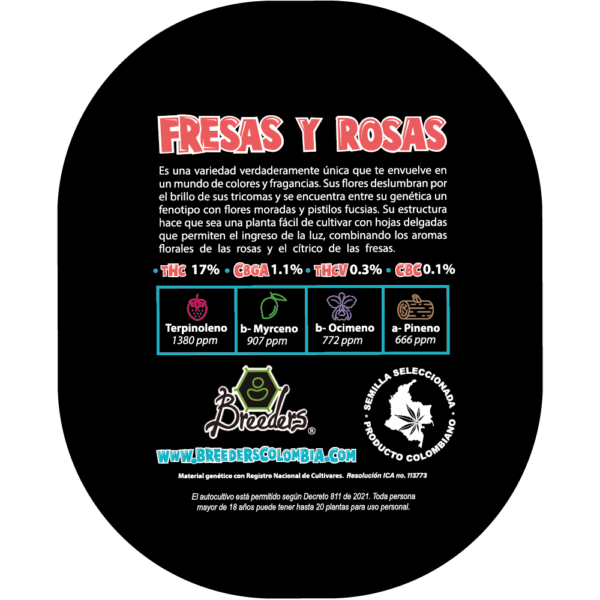 FRESAS Y ROSAS
Es una variedad verdaderamente única que te envuelve en
un mundo de colores y fragancias. Sus flores deslumbran por
el brillo de sus tricomas y se encuentra entre su genética un
fenotipo con flores moradas y pistilos fucsias. Su estructura
hace que sea una planta fácil de cultivar con hojas delgadas
que permiten el ingreso de la luz, combinando los aromas
florales de las rosas y el cítrico de las fresas.
• THC 17% • CBGA 1.1% • THCV 0.3% • CBC 0.1%
Terpinoleno b- Myrceno b- Ocimeno a- Pineno
1380 ppm 907 ppm 772 ppm 666 ppm
Breeders ®
• SEMILLA SELECCIONADA •
PRODUCTO COLOMBIANO
WWW.BREEDERSCOLOMBIA.COM
Material genético con Registro Nacional de Cultivares. Resolución ICA no. 113773
El autocultivo está permitido según Decreto 811 de 2021. Toda persona
mayor de 18 años puede tener hasta 20 plantas para uso personal.